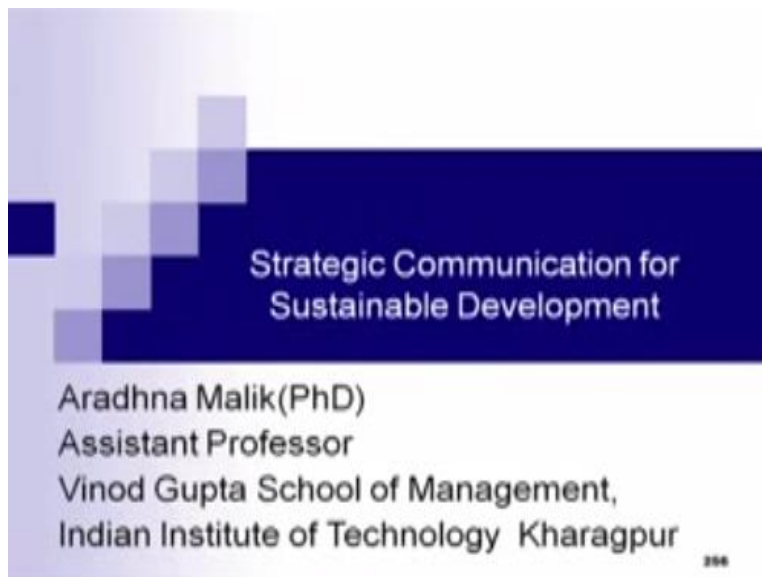 Strategic Communication for
Sustainable Development
Aradhna Malik(PhD)
Assistant Professor
Vinod Gupta School of Management,
Indian Institute of Technology Kharagpur
256